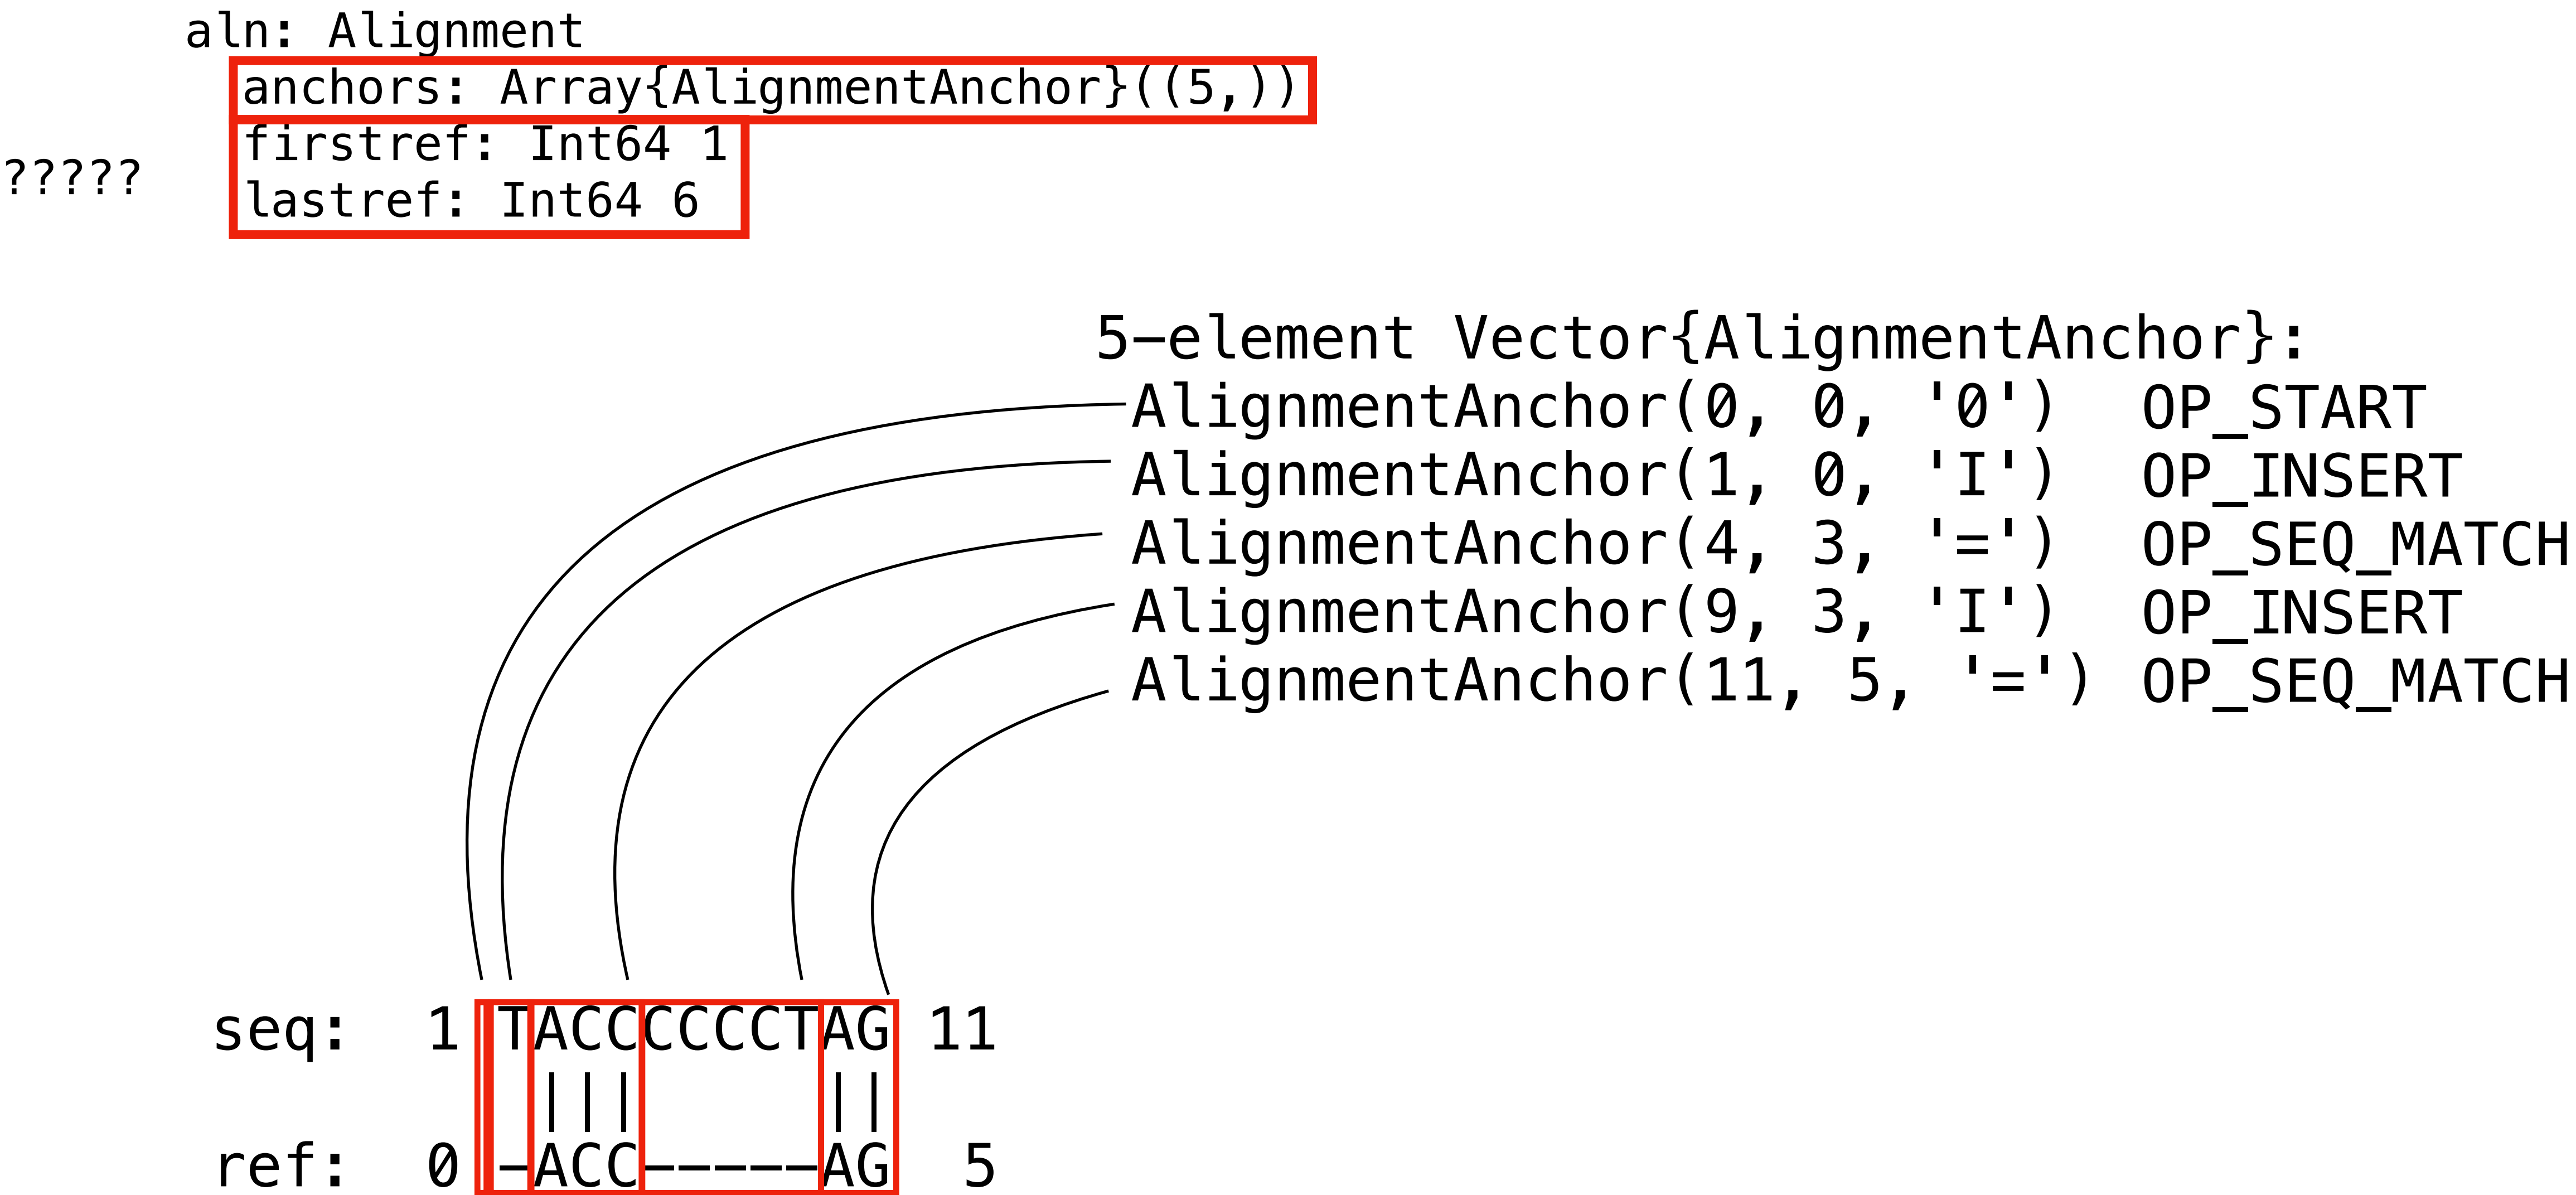 aln: Alignment
anchors: Array{AlignmentAnchor}((5,))
firstref: Int64 1
?????
lastref: Int64 6
5-element Vector{AlignmentAnchor}:
AlignmentAnchor(0, 0, '0') OP_START
AlignmentAnchor(1, 0, 'I') OP_INSERT
AlignmentAnchor(4, 3, '=') OP_SEQ_MATCH
AlignmentAnchor(9, 3, 'I') OP_INSERT
AlignmentAnchor(11, 5, '=') OP_SEQ_MATCH
seq: 1 TACCCCCCTAG 11
||| ||
ref: 0 -ACC-----AG 5